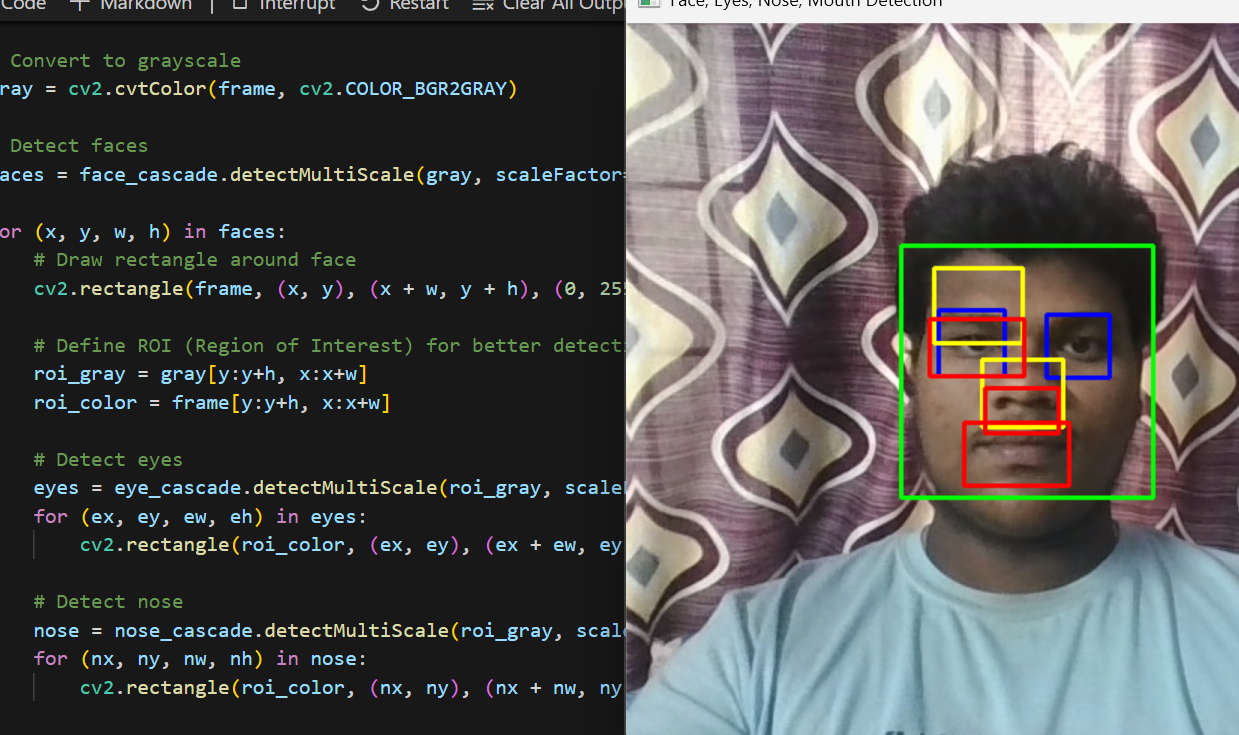 Code + Markdown | Interrupt Restart Clear All Outp
Face, Eyes, Nose, Mouth Detection
Convert to grayscale
ray = cv2.cvtColor(frame, cv2.COLOR_BGR2GRAY)
Detect faces
aces = face_cascade.detectMultiScale(gray, scaleFactor=
or (x, y, w, h) in faces:
# Draw rectangle around face
cv2.rectangle(frame, (x, y), (x + w, y + h), (0, 25
# Define ROI (Region of Interest) for better detect
roi_gray = gray[y:y+h, x:x+w]
roi_color = frame[y:y+h, x:x+w]
# Detect eyes
eyes = eye_cascade.detectMultiScale(roi_gray, scale
for (ex, ey, ew, eh) in eyes:
cv2.rectangle(roi_color, (ex, ey), (ex + ew, ey
# Detect nose
nose = nose_cascade.detectMultiScale(roi_gray, scal
for (nx, ny, nw, nh) in nose:
cv2.rectangle(roi_color, (nx, ny), (nx + nw, ny